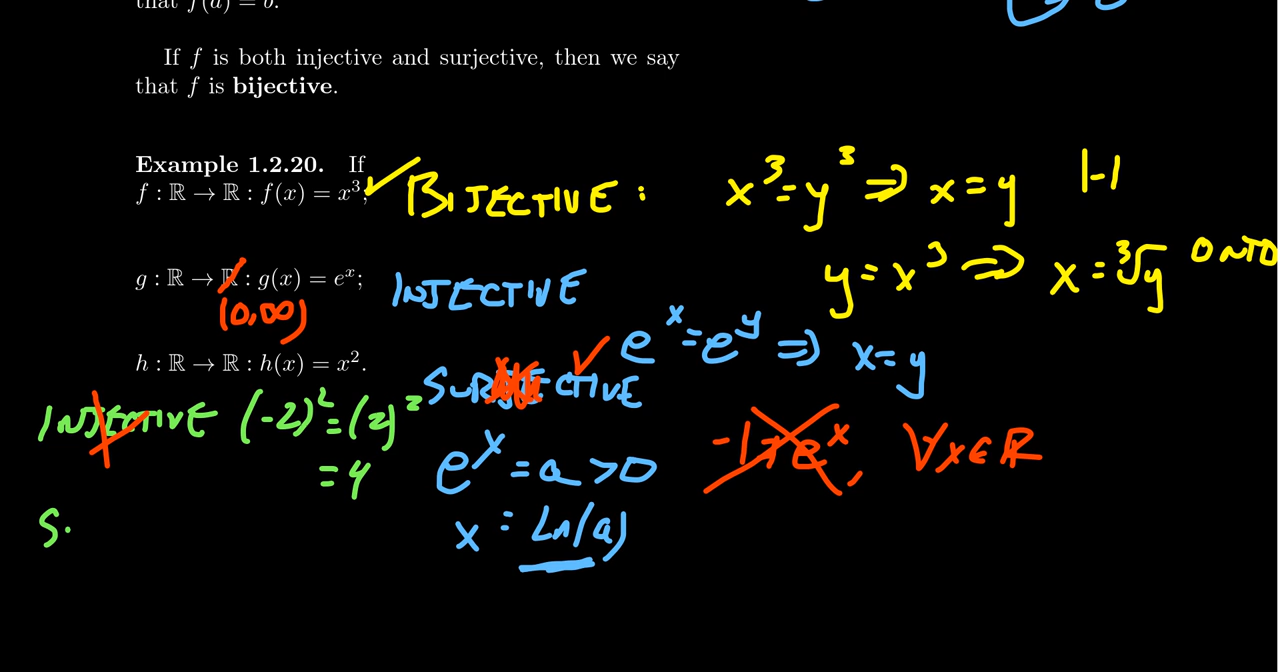 that f(a) = b.
If f is both injective and surjective, then we say
that f is bijective.
Example 1.2.20. If
f : ℝ → ℝ : f(x) = x³; ✓ BIJECTIVE : x³ = y³ ⇒ x = y 1-1
y = x³ ⇒ x = ∛y ONTO
g : ℝ → ℝ : g(x) = eˣ; INJECTIVE
(0,∞)
eˣ = eʸ ⇒ x = y
h : ℝ → ℝ : h(x) = x².
SURJECTIVE ✓
INJECTIVE (-2)² = (2)²
= 4
eˣ = a > 0
-1 ≠ eˣ, ∀x∈ℝ
S.
x = Ln(a)